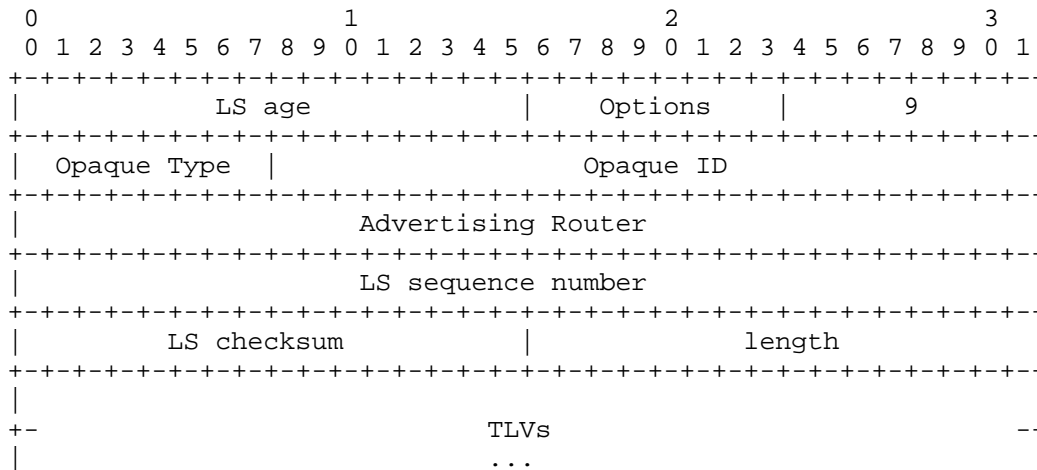 0                   1                   2                   3
 0 1 2 3 4 5 6 7 8 9 0 1 2 3 4 5 6 7 8 9 0 1 2 3 4 5 6 7 8 9 0 1
+-+-+-+-+-+-+-+-+-+-+-+-+-+-+-+-+-+-+-+-+-+-+-+-+-+-+-+-+-+-+-+--
|            LS age             |    Options    |       9
+-+-+-+-+-+-+-+-+-+-+-+-+-+-+-+-+-+-+-+-+-+-+-+-+-+-+-+-+-+-+-+--
|  Opaque Type  |                   Opaque ID
+-+-+-+-+-+-+-+-+-+-+-+-+-+-+-+-+-+-+-+-+-+-+-+-+-+-+-+-+-+-+-+--
|                     Advertising Router
+-+-+-+-+-+-+-+-+-+-+-+-+-+-+-+-+-+-+-+-+-+-+-+-+-+-+-+-+-+-+-+--
|                     LS sequence number
+-+-+-+-+-+-+-+-+-+-+-+-+-+-+-+-+-+-+-+-+-+-+-+-+-+-+-+-+-+-+-+--
|         LS checksum           |             length
+-+-+-+-+-+-+-+-+-+-+-+-+-+-+-+-+-+-+-+-+-+-+-+-+-+-+-+-+-+-+-+--
|
+-                            TLVs                             --
|                             ...